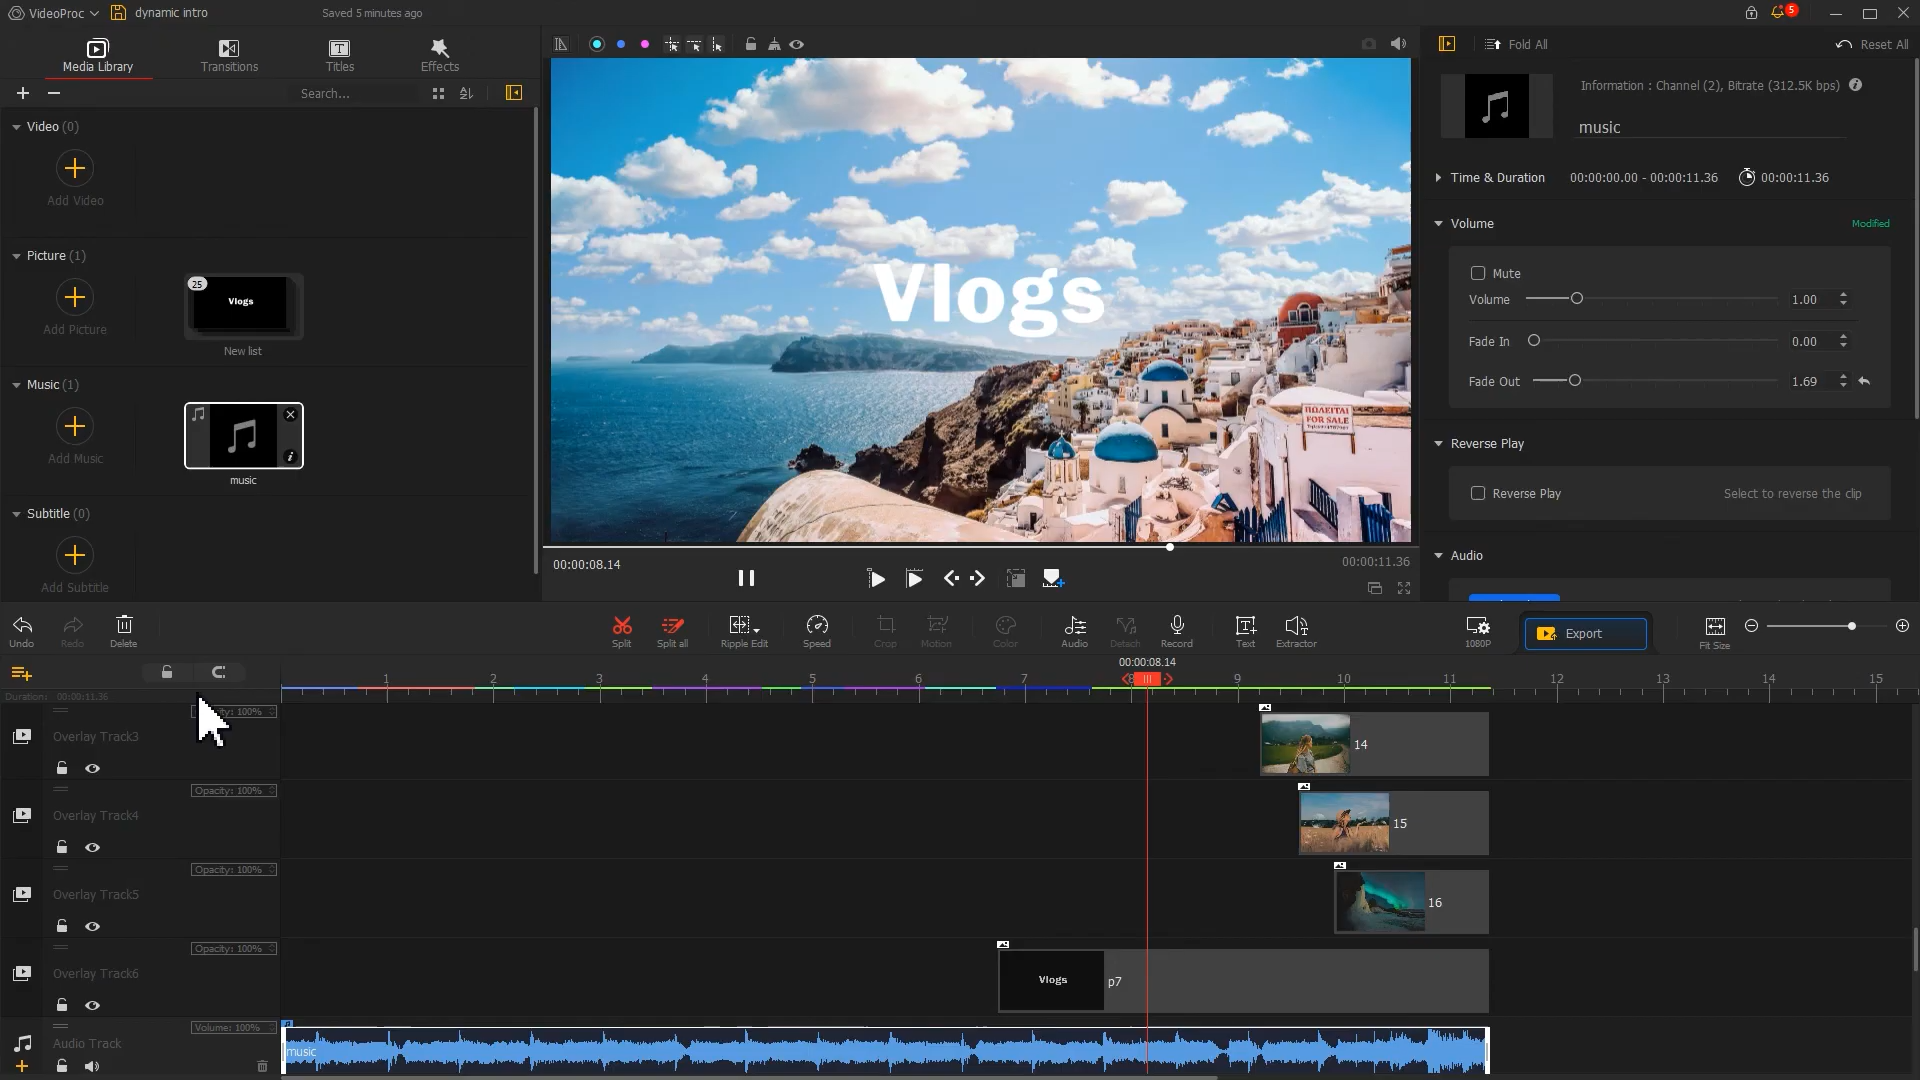 VideoProc
dynamic intro
Saved 5 minutes ago
5
Media Library
Transitions
Titles
Effects
Fold All
Reset All
Search...
Information : Channel (2), Bitrate (312.5K bps)
music
Video (0)
Add Video
Time & Duration
00:00:00.00 - 00:00:11.36
00:00:11.36
Volume
Modified
Picture (1)
25
Vlogs
Add Picture
New list
Vlogs
Mute
Volume
1.00
Fade In
0.00
Fade Out
1.69
Music (1)
Add Music
music
ΠΩΛΕΙΤΑΙ
FOR SALE
Reverse Play
Reverse Play
Select to reverse the clip
Subtitle (0)
Add Subtitle
Audio
00:00:08.14
00:00:11.36
Undo
Redo
Delete
Split
Split all
Ripple Edit
Speed
Crop
Motion
Color
Audio
Detach
Record
Text
Extractor
1080P
Export
Fit Size
00:00:08.14
1
2
3
4
5
6
7
8
9
10
11
12
13
14
15
Duration: 00:00:11.36
Overlay Track3
14
Opacity: 100%
Overlay Track4
15
Opacity: 100%
Overlay Track5
16
Opacity: 100%
Overlay Track6
Vlogs
p7
Volume: 100%
Audio Track
music